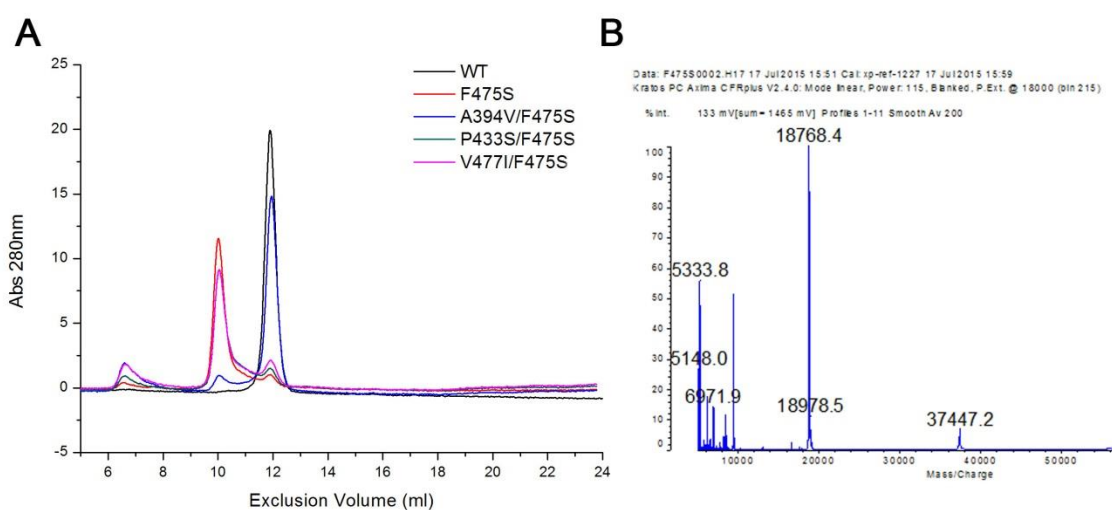 A
B
25
20
15
10
5
0
−5
Abs 280nm
WT
F475S
A394V/F475S
P433S/F475S
V477I/F475S
6 8 10 12 14 16 18 20 22 24
Exclusion Volume (ml)
Data: F475S0002.H17 17 Jul 2015 15:51 Cal: xp-ref-1227 17 Jul 2015 15:59
Kratos PC Axima CFRplus V2.4.0: Mode linear, Power: 115, Blanked, P.Ext. @ 18000 (bin 215)
%Int. 133 mV[sum= 1465 mV] Profiles 1-11 Smooth Av 200
100
90
80
70
60
50
40
30
20
10
0
18768.4
5333.8
5148.0
6971.9
18978.5
37447.2
10000 20000 30000 40000 50000
Mass/Charge